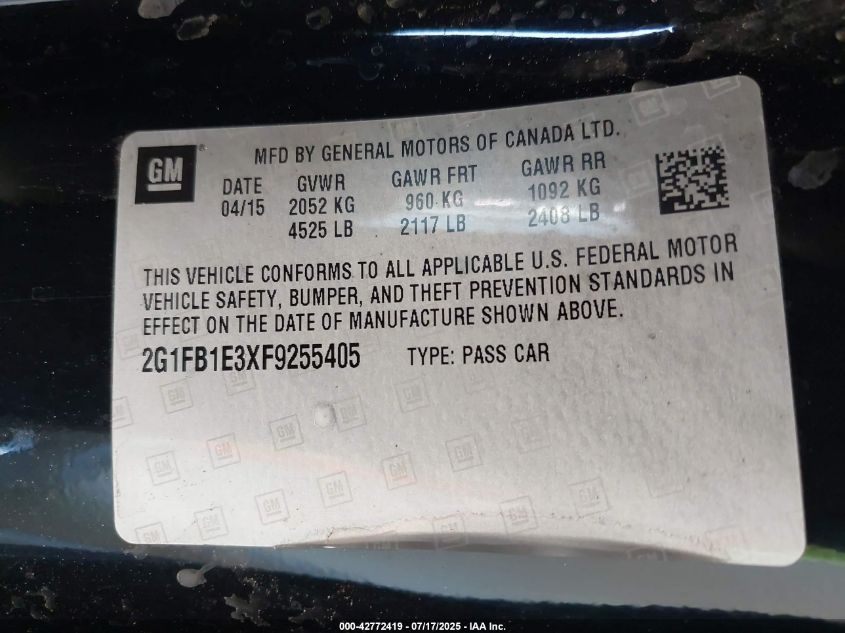 GM
MFD BY GENERAL MOTORS OF CANADA LTD.
DATE GVWR GAWR FRT GAWR RR
04/15 2052 KG 960 KG 1092 KG
4525 LB 2117 LB 2408 LB
THIS VEHICLE CONFORMS TO ALL APPLICABLE U.S. FEDERAL MOTOR
VEHICLE SAFETY, BUMPER, AND THEFT PREVENTION STANDARDS IN
EFFECT ON THE DATE OF MANUFACTURE SHOWN ABOVE.
2G1FB1E3XF9255405 TYPE: PASS CAR
000-42772419 - 07/17/2025 - IAA Inc.